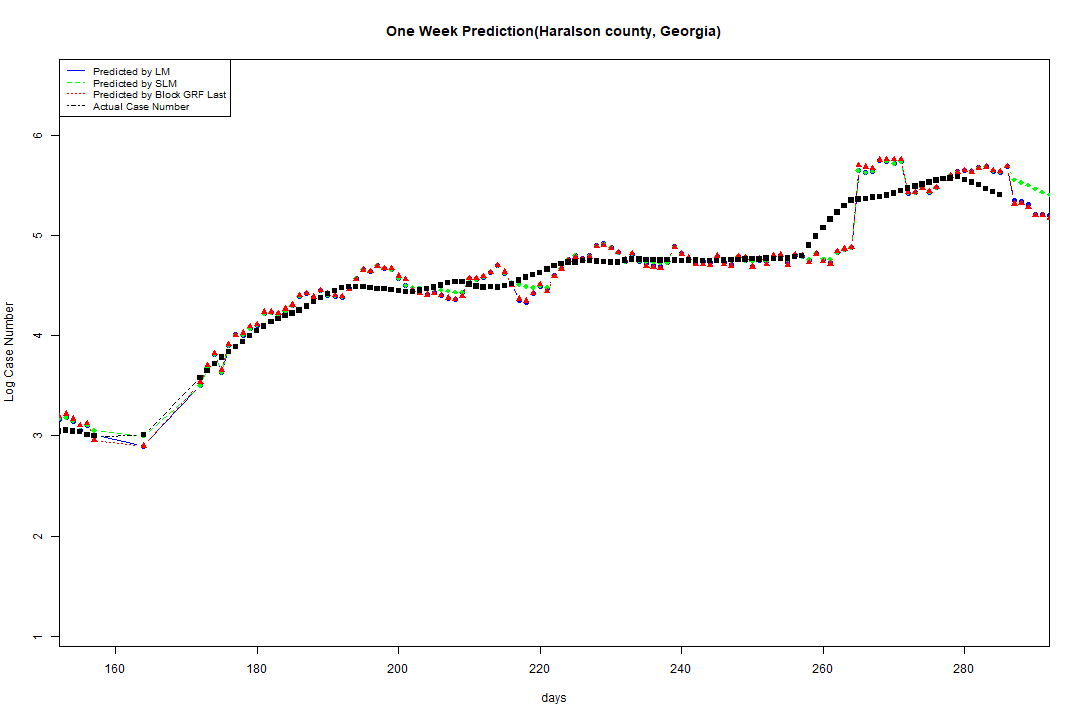 One Week Prediction(Haralson county, Georgia)
Predicted by LM
Predicted by SLM
Predicted by Block GRF Last
Actual Case Number
6
5
4
3
2
1
Log Case Number
160 180 200 220 240 260 280
days